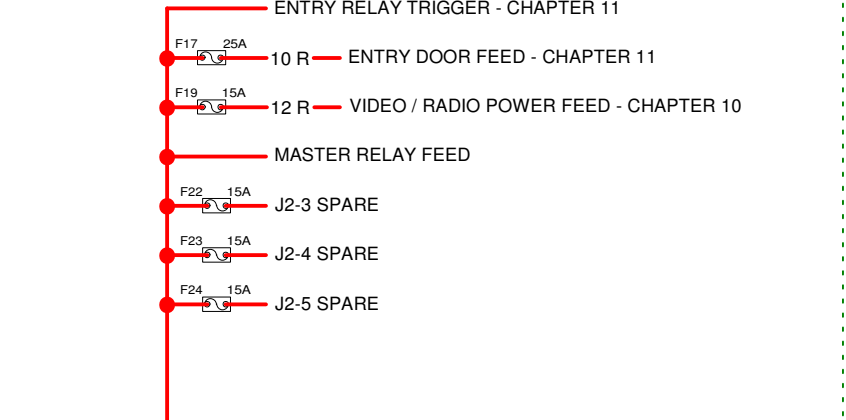 ENTRY RELAY TRIGGER - CHAPTER 11
F17 25A
10 R ENTRY DOOR FEED - CHAPTER 11
F19 15A
12 R VIDEO / RADIO POWER FEED - CHAPTER 10
MASTER RELAY FEED
F22 15A
J2-3 SPARE
F23 15A
J2-4 SPARE
F24 15A
J2-5 SPARE